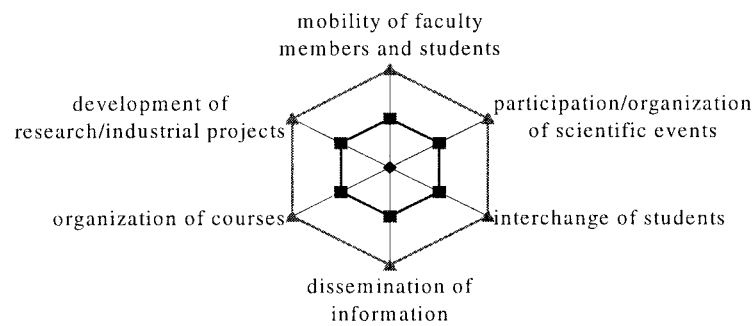 mobility of faculty
members and students
development of
research/industrial projects
participation/organization
of scientific events
organization of courses
interchange of students
dissemination of
information